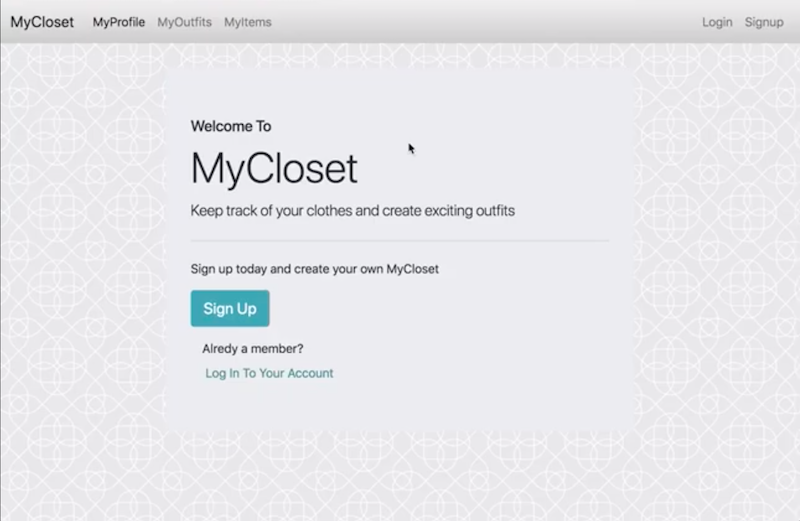 MyCloset MyProfile MyOutfits MyItems Login Signup
Welcome To
MyCloset
Keep track of your clothes and create exciting outfits
Sign up today and create your own MyCloset
Sign Up
Alredy a member?
Log In To Your Account